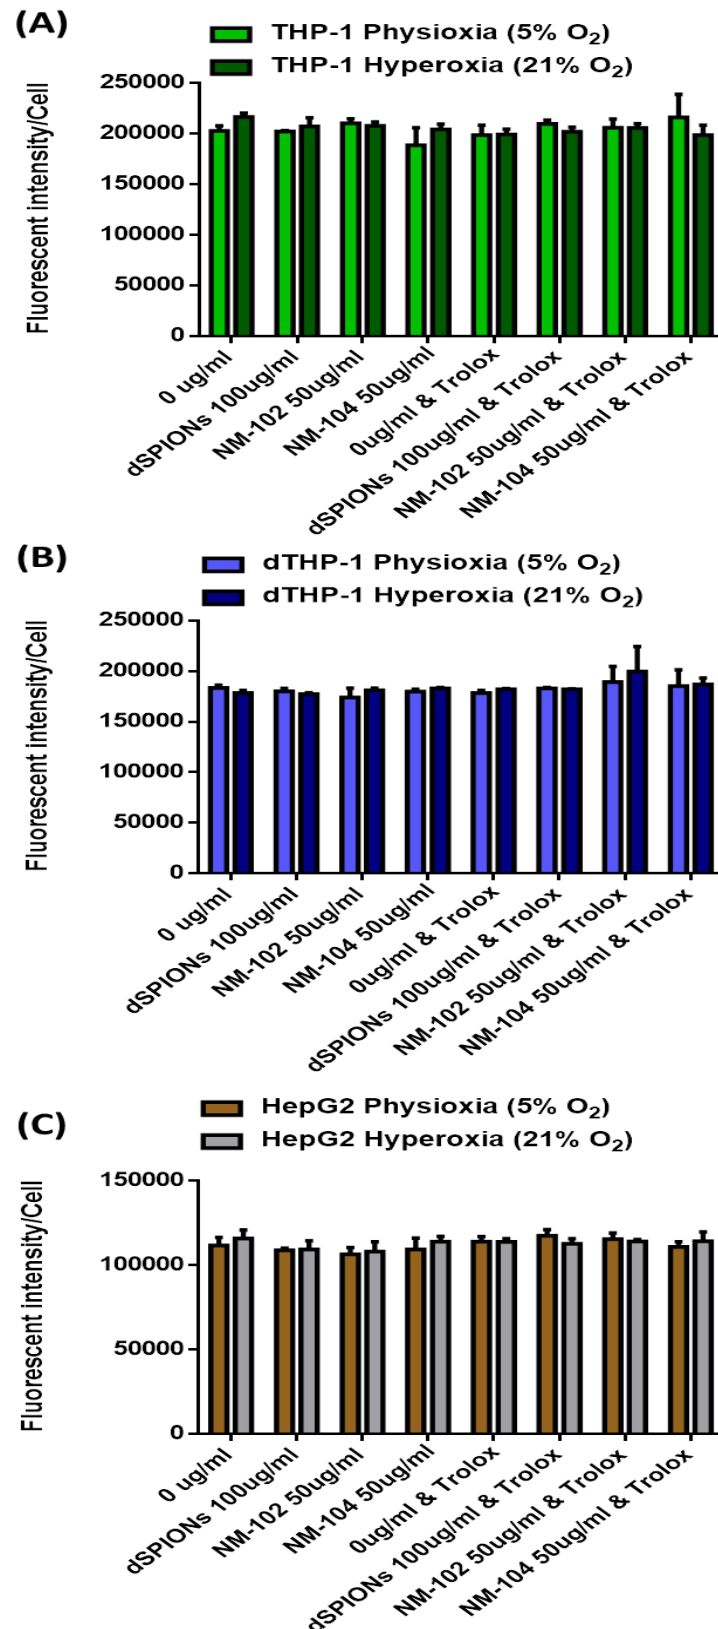 (A)
THP-1 Physioxia (5% O₂)
THP-1 Hyperoxia (21% O₂)
Fluorescent intensity/Cell
250000
200000
150000
100000
50000
0
0 ug/ml
dSPIONs 100ug/ml
NM-102 50ug/ml
NM-104 50ug/ml
0ug/ml & Trolox
dSPIONs 100ug/ml & Trolox
NM-102 50ug/ml & Trolox
NM-104 50ug/ml & Trolox
(B)
dTHP-1 Physioxia (5% O₂)
dTHP-1 Hyperoxia (21% O₂)
Fluorescent intensity/Cell
250000
200000
150000
100000
50000
0
0 ug/ml
dSPIONs 100ug/ml
NM-102 50ug/ml
NM-104 50ug/ml
0ug/ml & Trolox
dSPIONs 100ug/ml & Trolox
NM-102 50ug/ml & Trolox
NM-104 50ug/ml & Trolox
(C)
HepG2 Physioxia (5% O₂)
HepG2 Hyperoxia (21% O₂)
Fluorescent intensity/Cell
150000
100000
50000
0
0 ug/ml
dSPIONs 100ug/ml
NM-102 50ug/ml
NM-104 50ug/ml
0ug/ml & Trolox
dSPIONs 100ug/ml & Trolox
NM-102 50ug/ml & Trolox
NM-104 50ug/ml & Trolox